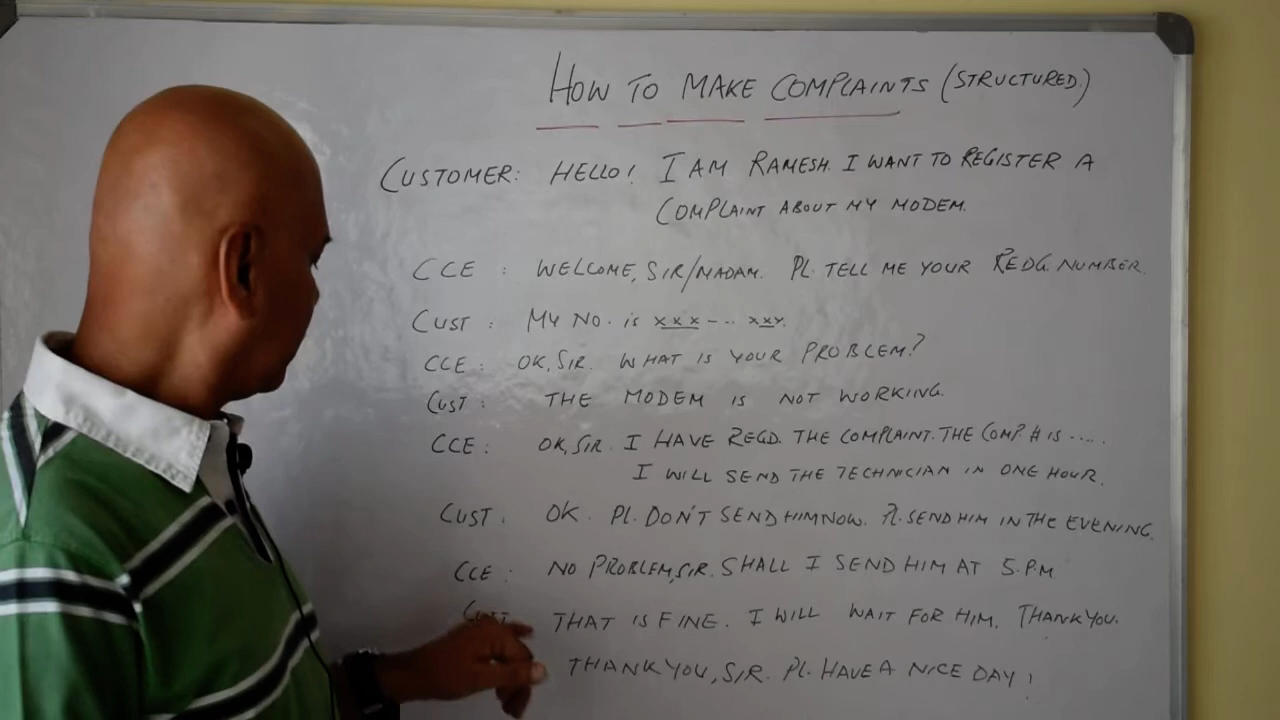 HOW TO MAKE COMPLAINTS (STRUCTURED.)
CUSTOMER: HELLO! I AM RAMESH. I WANT TO REGISTER A
COMPLAINT ABOUT MY MODEM.
CCE : WELCOME, SIR/MADAM. PL. TELL ME YOUR REDG. NUMBER.
CUST : MY NO. is xxx-.. xxy.
CCE : OK, SIR. WHAT IS YOUR PROBLEM?
CUST : THE MODEM IS NOT WORKING.
CCE : OK, SIR. I HAVE REGD. THE COMPLAINT. THE COMP. # IS .....
I WILL SEND THE TECHNICIAN IN ONE HOUR.
CUST. OK. PL. DON'T SEND HIM NOW. PL. SEND HIM IN THE EVENING.
CCE : NO PROBLEM, SIR. SHALL I SEND HIM AT 5. P.M
CUST THAT IS FINE. I WILL WAIT FOR HIM. THANK YOU.
THANK YOU, SIR. PL. HAVE A NICE DAY!